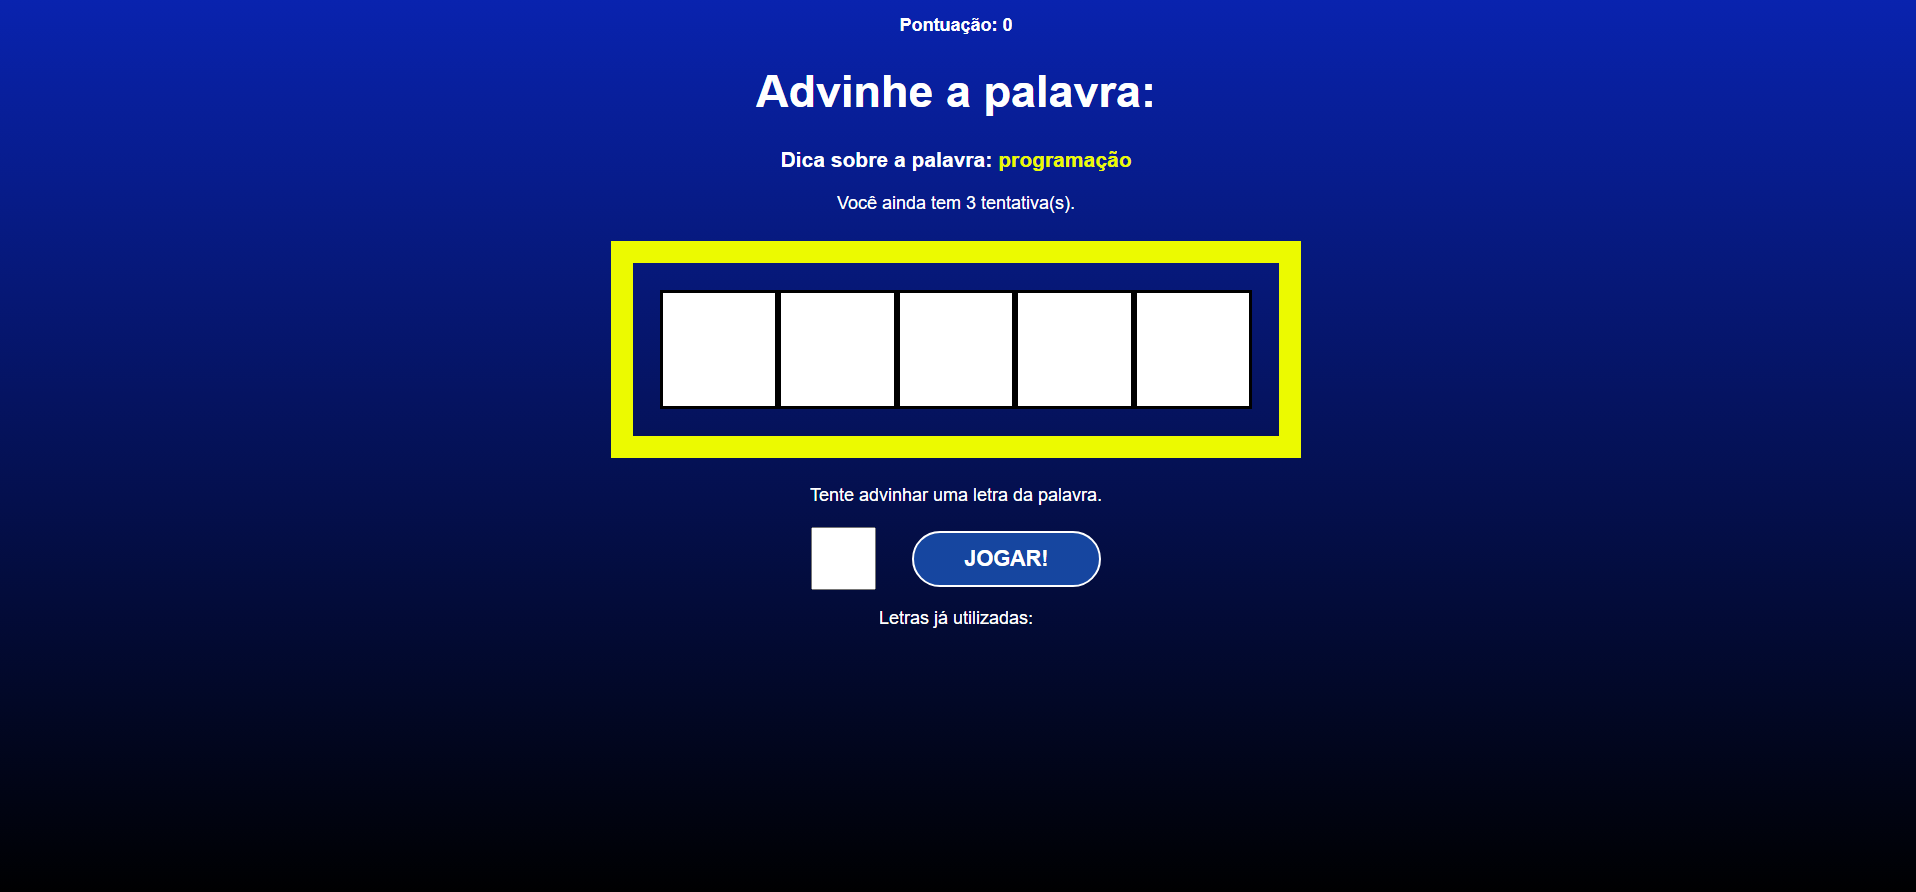 Pontuação: 0
Advinhe a palavra:
Dica sobre a palavra: programação
Você ainda tem 3 tentativa(s).
Tente advinhar uma letra da palavra.
JOGAR!
Letras já utilizadas: